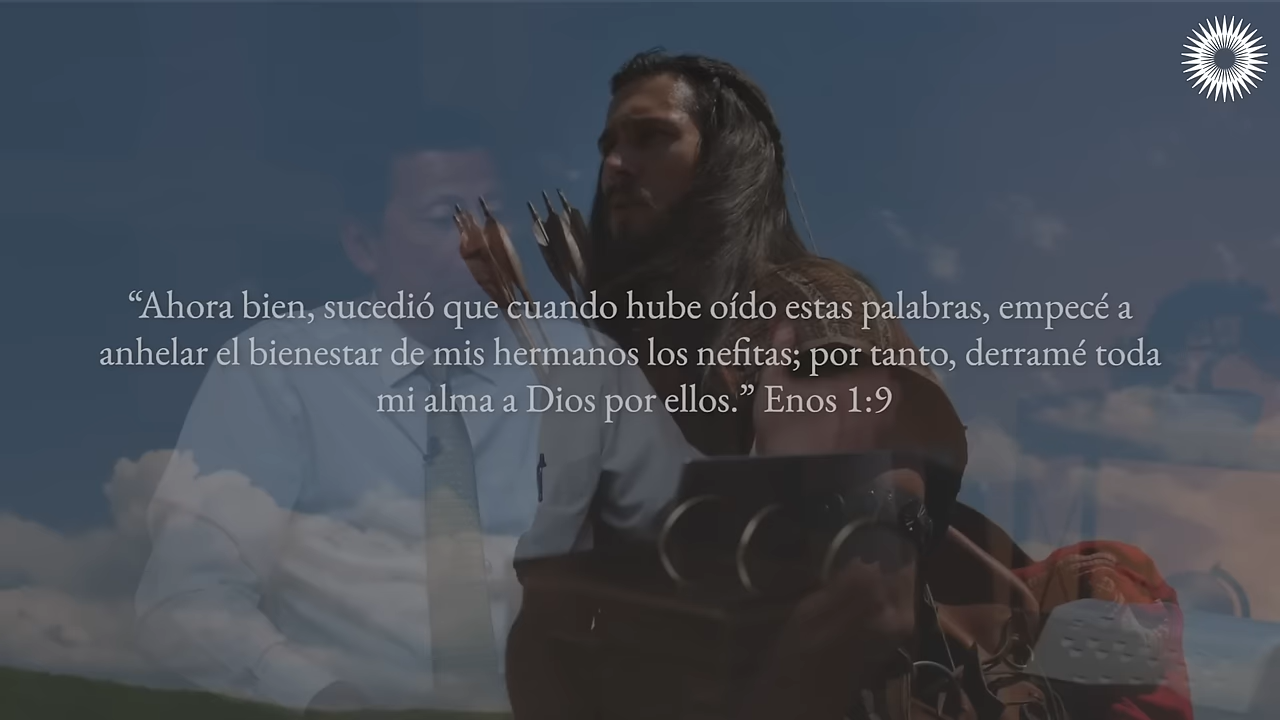 “Ahora bien, sucedió que cuando hube oído estas palabras, empecé a
anhelar el bienestar de mis hermanos los nefitas; por tanto, derramé toda
mi alma a Dios por ellos.” Enos 1:9